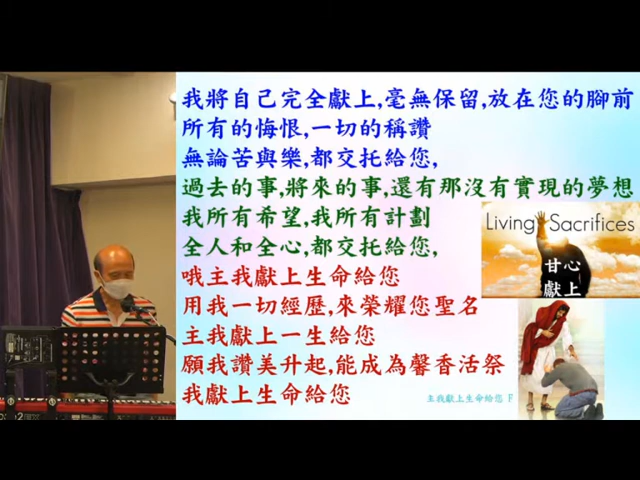 我將自己完全獻上,毫無保留,放在您的腳前
所有的悔恨,一切的稱讚
無論苦與樂,都交托給您,
過去的事,將來的事,還有那沒有實現的夢想
我所有希望,我所有計劃
全人和全心,都交托給您,
哦主我獻上生命給您
用我一切經歷,來榮耀您聖名
主我獻上一生給您
願我讚美升起,能成為馨香活祭
我獻上生命給您
Living Sacrifices
甘心
獻上
主我獻上生命給您 F